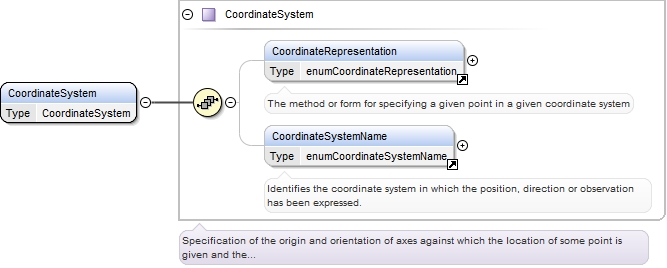 CoordinateSystem
CoordinateSystem
Type CoordinateSystem
CoordinateRepresentation
Type enumCoordinateRepresentation
The method or form for specifying a given point in a given coordinate system
CoordinateSystemName
Type enumCoordinateSystemName
Identifies the coordinate system in which the position, direction or observation
has been expressed.
Specification of the origin and orientation of axes against which the location of some point is
given and the...